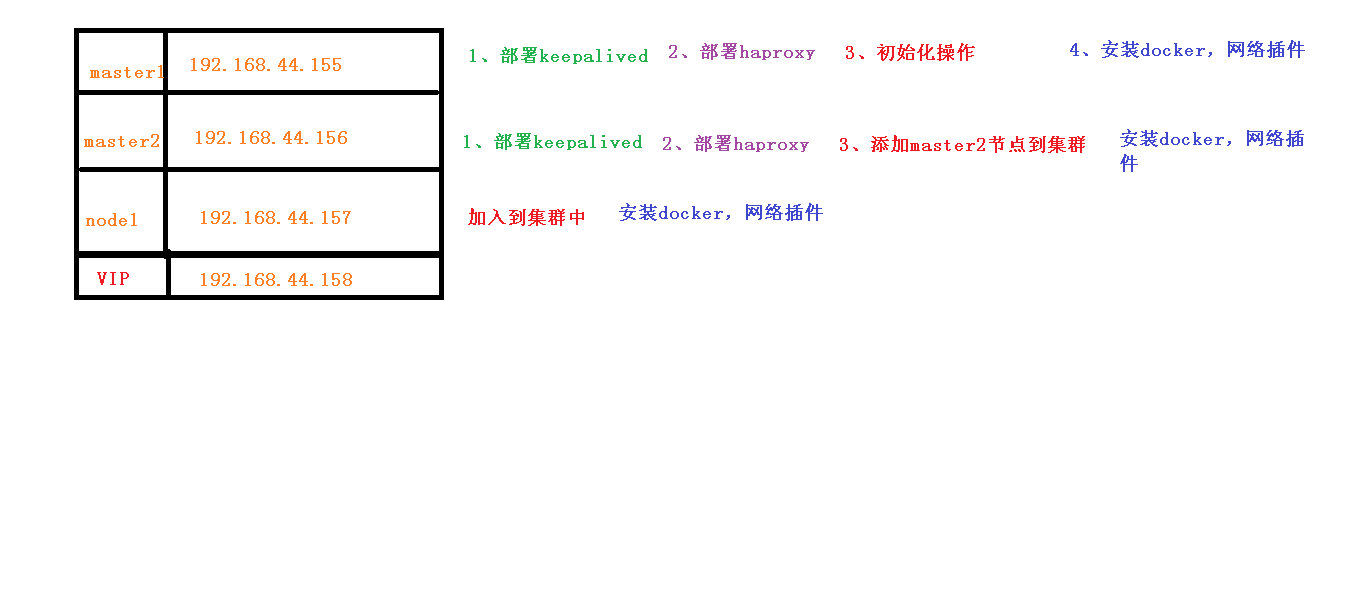 master1 192.168.44.155 1、部署keepalived 2、部署haproxy 3、初始化操作 4、安装docker，网络插件
master2 192.168.44.156 1、部署keepalived 2、部署haproxy 3、添加master2节点到集群 安装docker，网络插
件
node1 192.168.44.157 加入到集群中 安装docker，网络插件
VIP 192.168.44.158